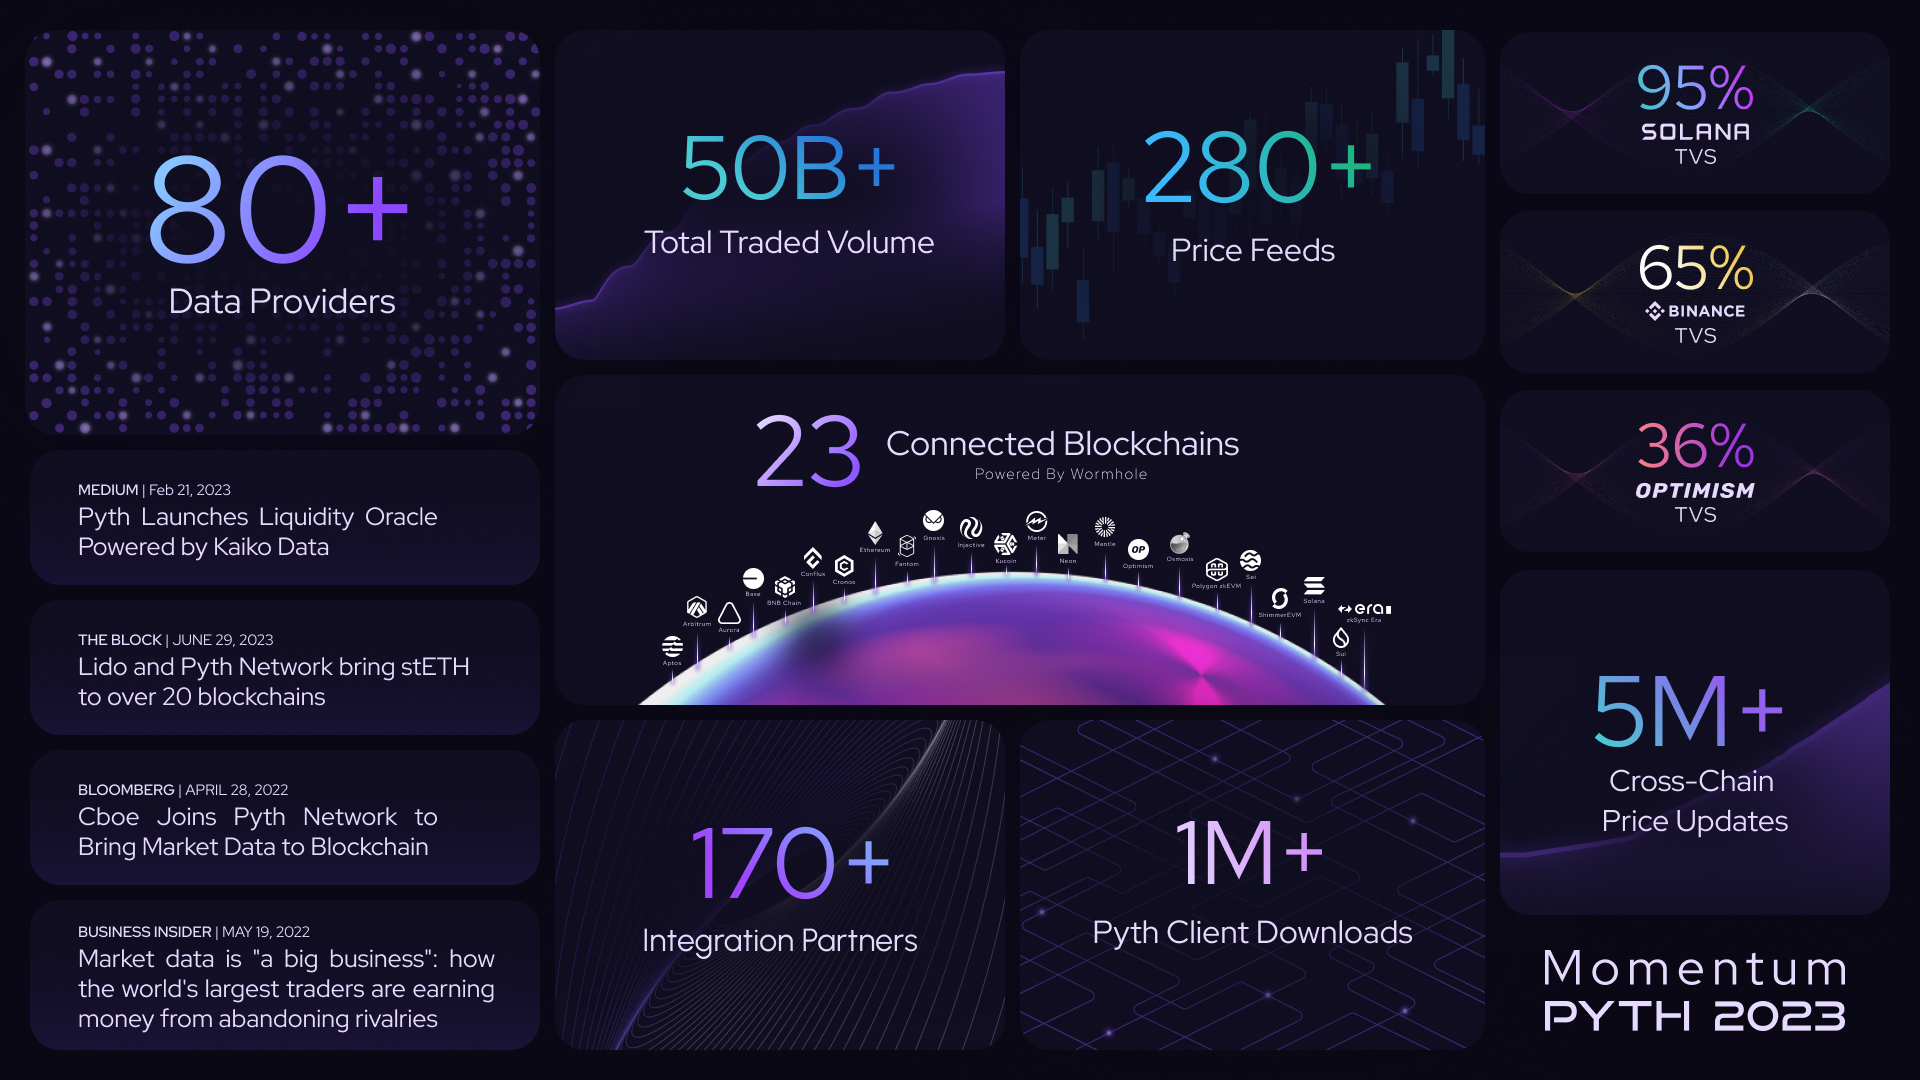 80+
Data Providers
MEDIUM | Feb 21, 2023
Pyth Launches Liquidity Oracle
Powered by Kaiko Data
THE BLOCK | JUNE 29, 2023
Lido and Pyth Network bring stETH
to over 20 blockchains
BLOOMBERG | APRIL 28, 2022
Cboe Joins Pyth Network to
Bring Market Data to Blockchain
BUSINESS INSIDER | MAY 19, 2022
Market data is "a big business": how
the world's largest traders are earning
money from abandoning rivalries
50B+
Total Traded Volume
280+
Price Feeds
23
Connected Blockchains
Powered By Wormhole
Aptos
Arbitrum
Aurora
Base
BNB Chain
Conflux
Cronos
Ethereum
Fantom
Gnosis
Injective
Kucoin
Meter
Neon
Mantle
OP
Optimism
Osmosis
Polygon zkEVM
Sei
ShimmerEVM
Solana
Sui
era
zkSync Era
170+
Integration Partners
1M+
Pyth Client Downloads
95%
SOLANA
TVS
65%
BINANCE
TVS
36%
OPTIMISM
TVS
5M+
Cross-Chain
Price Updates
Momentum
PYTH 2023